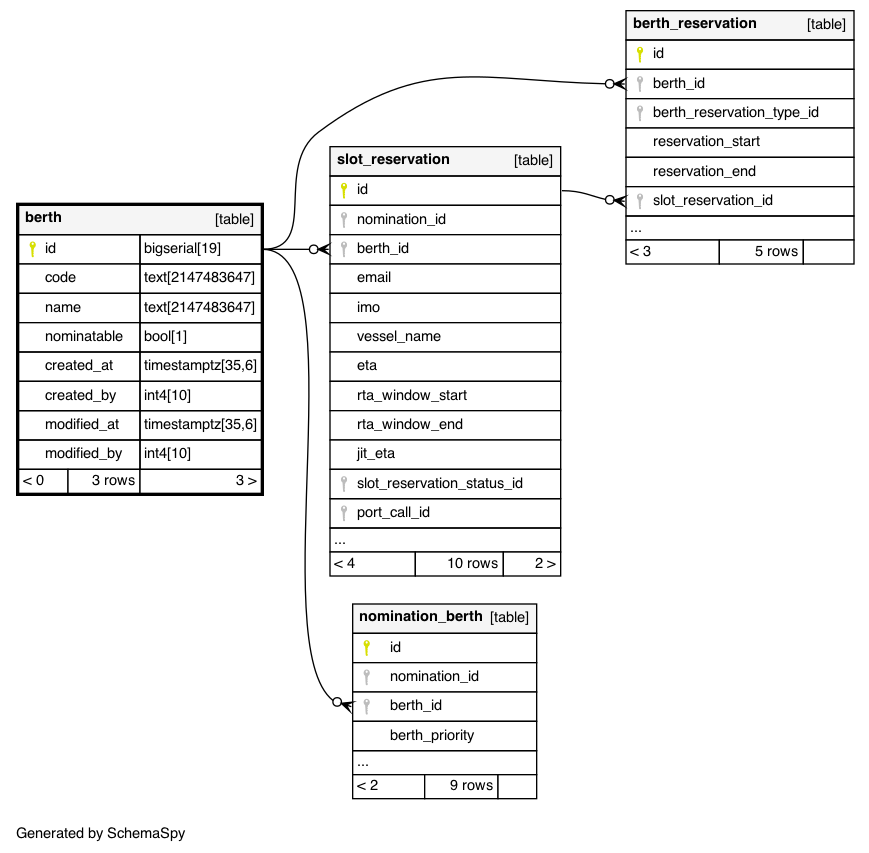 berth_reservation [table]
id
berth_id
berth_reservation_type_id
reservation_start
reservation_end
slot_reservation_id
...
< 3 5 rows
slot_reservation [table]
id
nomination_id
berth_id
email
imo
vessel_name
eta
rta_window_start
rta_window_end
jit_eta
slot_reservation_status_id
port_call_id
...
< 4 10 rows 2 >
berth [table]
id bigserial[19]
code text[2147483647]
name text[2147483647]
nominatable bool[1]
created_at timestamptz[35,6]
created_by int4[10]
modified_at timestamptz[35,6]
modified_by int4[10]
< 0 3 rows 3 >
nomination_berth [table]
id
nomination_id
berth_id
berth_priority
...
< 2 9 rows
Generated by SchemaSpy